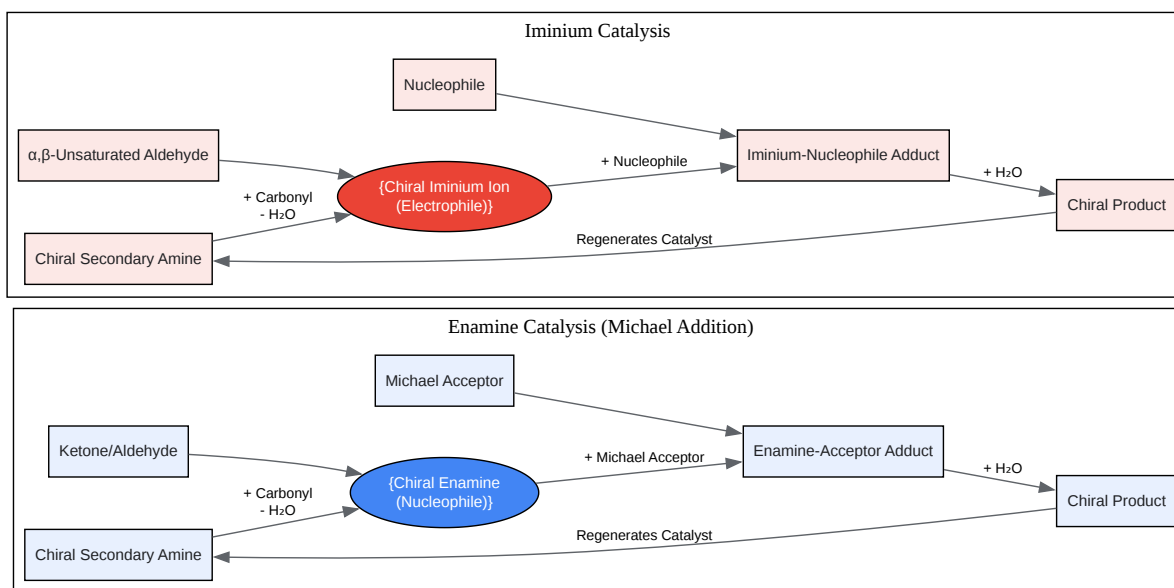 Iminium Catalysis
Nucleophile
α,β-Unsaturated Aldehyde
+ Nucleophile
Iminium-Nucleophile Adduct
+ H₂O
{Chiral Iminium Ion
(Electrophile)}
+ Carbonyl
- H₂O
Chiral Product
Regenerates Catalyst
Chiral Secondary Amine
Enamine Catalysis (Michael Addition)
Michael Acceptor
Ketone/Aldehyde
+ Michael Acceptor
Enamine-Acceptor Adduct
+ H₂O
{Chiral Enamine
(Nucleophile)}
+ Carbonyl
- H₂O
Chiral Product
Regenerates Catalyst
Chiral Secondary Amine